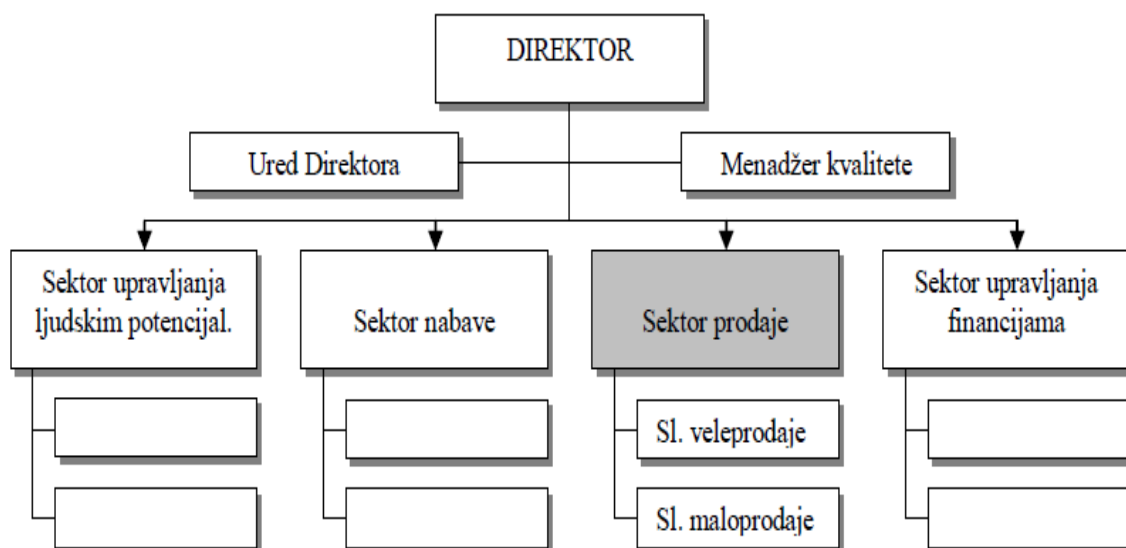 DIREKTOR
Ured Direktora
Menadžer kvalitete
Sektor upravljanja
ljudskim potencijal.
Sektor nabave
Sektor prodaje
Sektor upravljanja
financijama
Sl. veleprodaje
Sl. maloprodaje